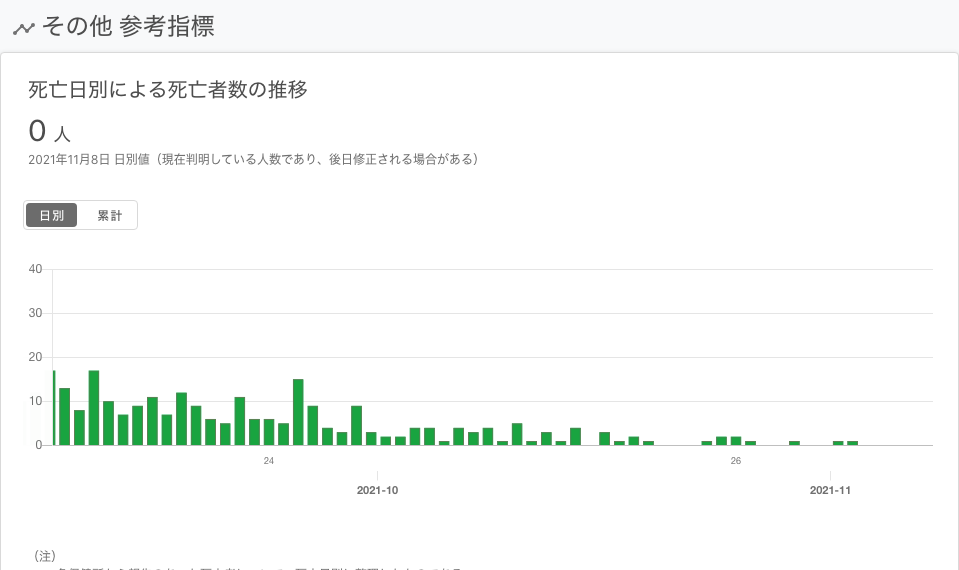 その他 参考指標
死亡日別による死亡者数の推移
0 人
2021年11月8日 日別値（現在判明している人数であり、後日修正される場合がある）
日別 累計
40
30
20
10
0
24 26
2021-10 2021-11
（注）